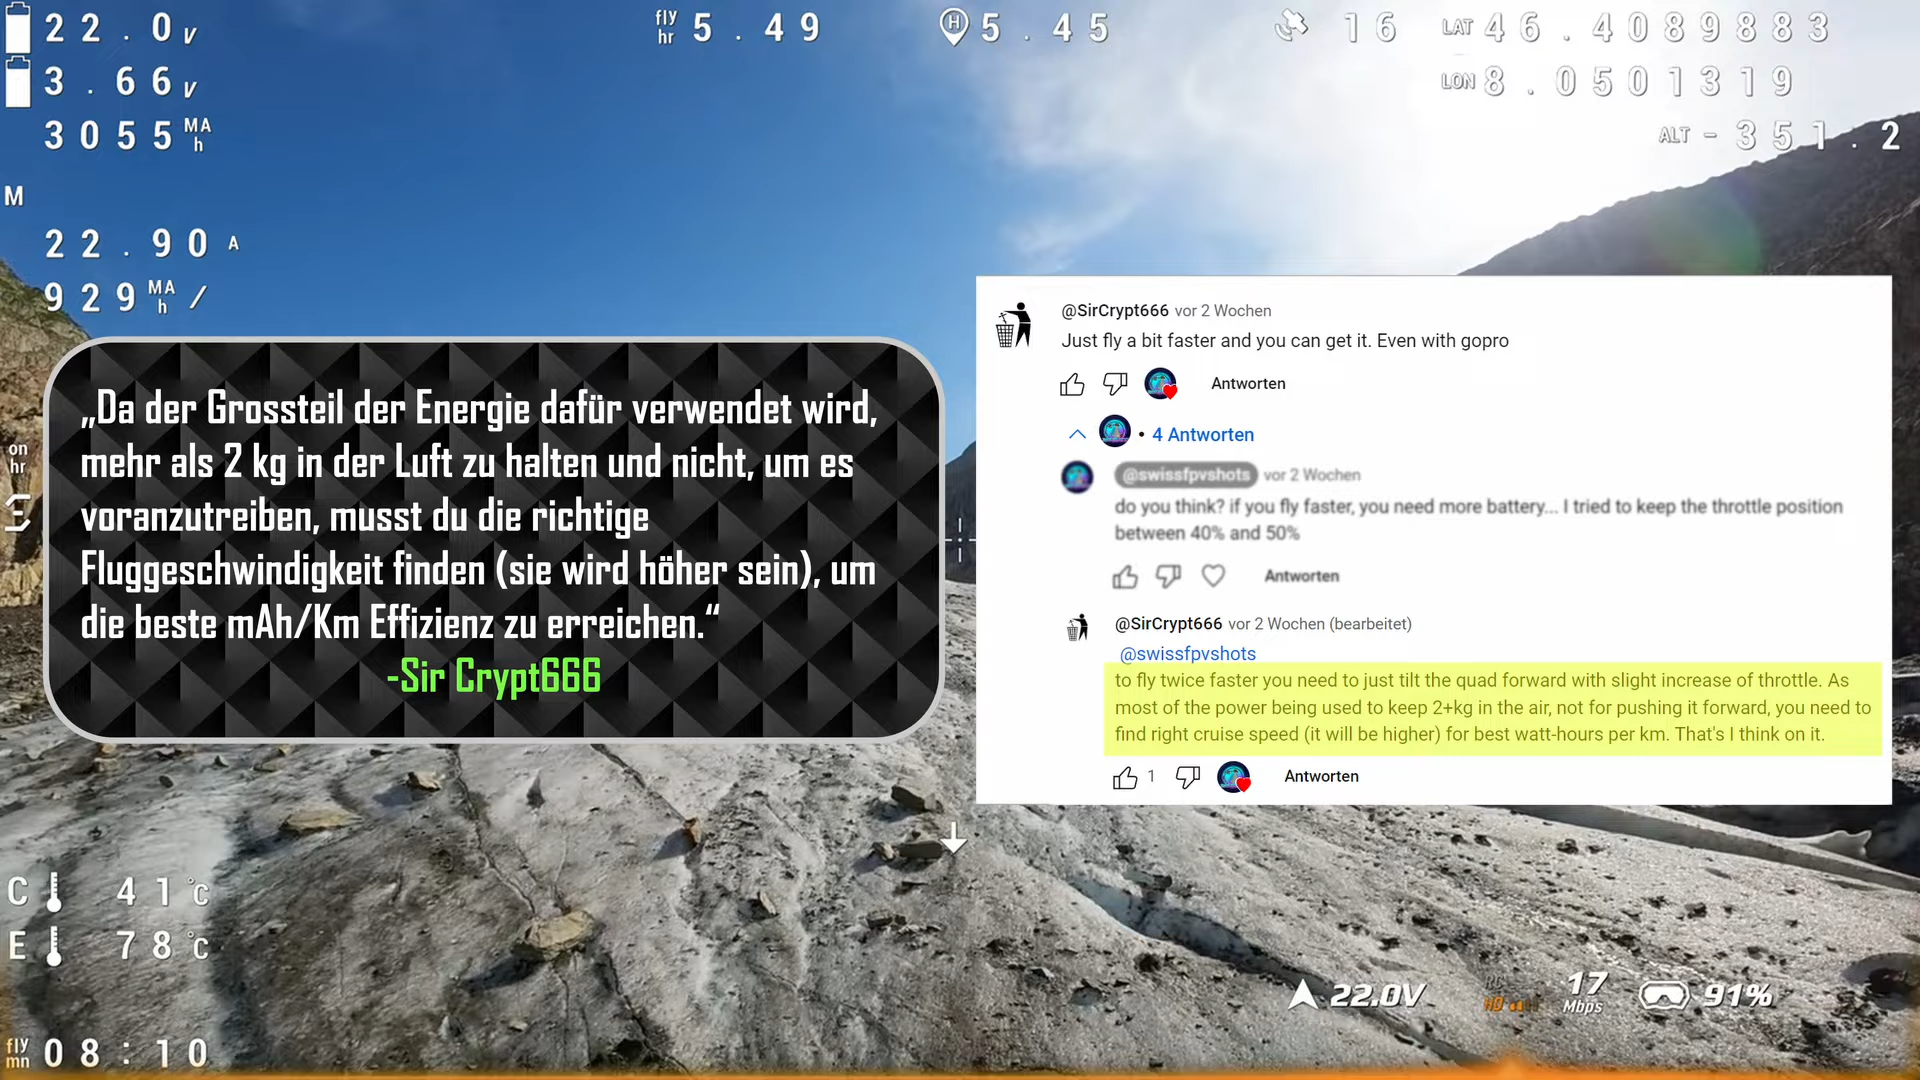 22.0 V
fly hr 5.49
5.45
16
LAT 46.4089883
3.66 V
LON 8.0501319
3055 MA h
ALT -351.2
M
22.90 A
929 MA h /
on hr
„Da der Grossteil der Energie dafür verwendet wird,
mehr als 2 kg in der Luft zu halten und nicht, um es
voranzutreiben, musst du die richtige
Fluggeschwindigkeit finden (sie wird höher sein), um
die beste mAh/Km Effizienz zu erreichen.“
-Sir Crypt666
@SirCrypt666 vor 2 Wochen
Just fly a bit faster and you can get it. Even with gopro
Antworten
• 4 Antworten
@swissfpvshots vor 2 Wochen
do you think? if you fly faster, you need more battery... I tried to keep the throttle position
between 40% and 50%
Antworten
@SirCrypt666 vor 2 Wochen (bearbeitet)
@swissfpvshots
to fly twice faster you need to just tilt the quad forward with slight increase of throttle. As
most of the power being used to keep 2+kg in the air, not for pushing it forward, you need to
find right cruise speed (it will be higher) for best watt-hours per km. That's I think on it.
1
Antworten
C 41 °C
E 78 °C
22.0V
17 Mbps
91%
fly mn 08:10